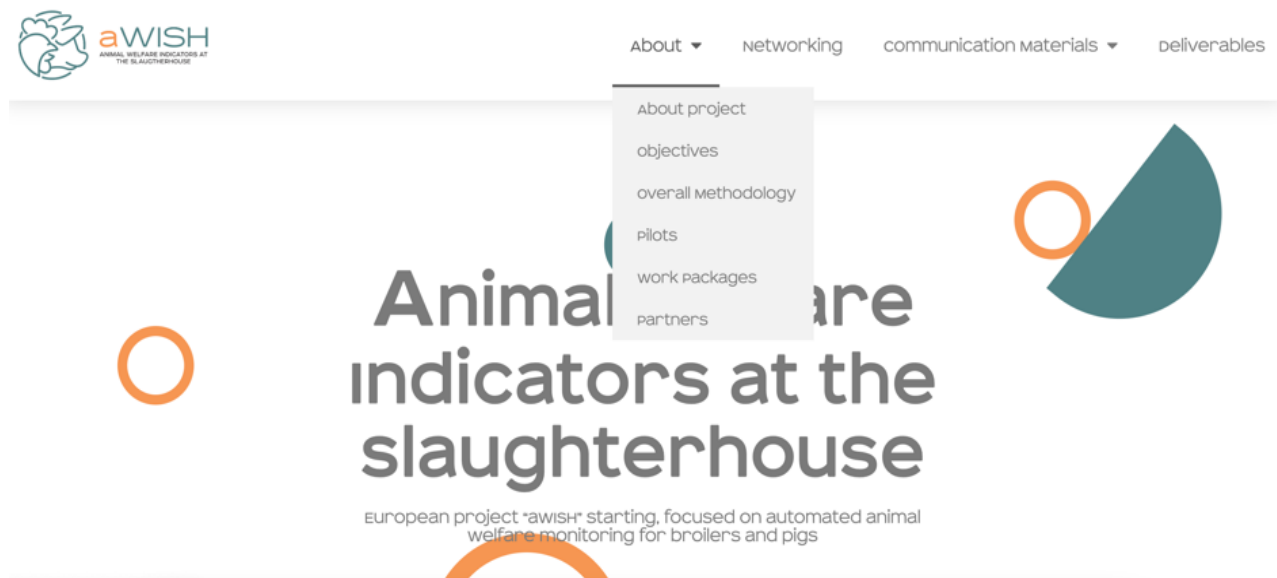 aWISH
ANIMAL WELFARE INDICATORS AT
THE SLAUGTHERHOUSE
About
Networking
communication Materials
Deliverables
About project
objectives
overall Methodology
Pilots
work Packages
Partners
Anima are
Indicators at the
slaughterhouse
European project "aWISH" starting, focused on automated animal
welfare monitoring for broilers and pigs